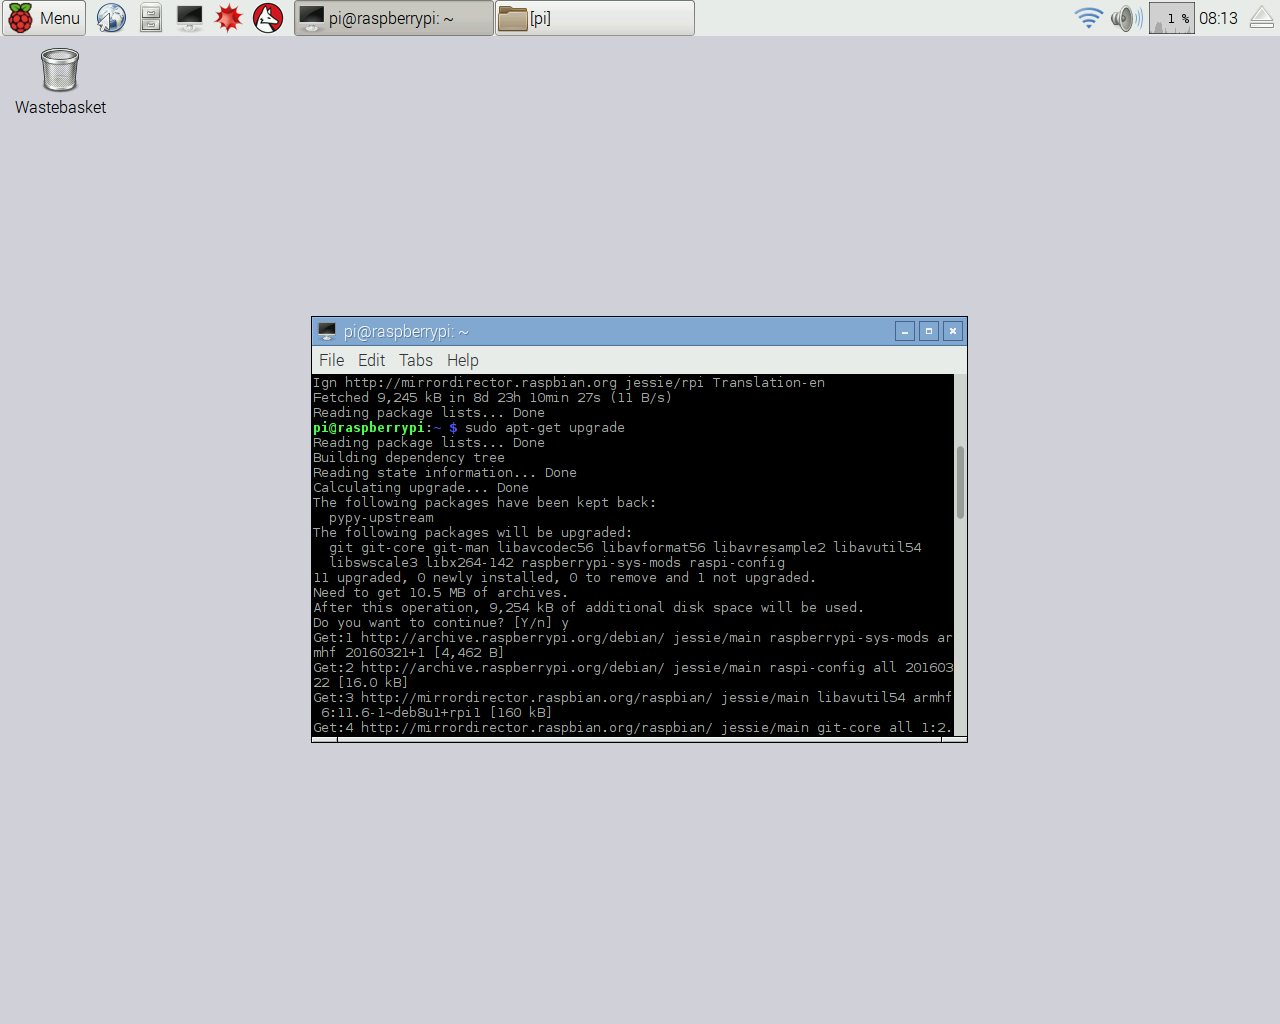 Menu
pi@raspberrypi: ~
[pi]
1 %
08:13
Wastebasket
pi@raspberrypi: ~
File Edit Tabs Help
Ign http://mirrordirector.raspbian.org jessie/rpi Translation-en
Fetched 9,245 kB in 8d 23h 10min 27s (11 B/s)
Reading package lists... Done
pi@raspberrypi:~ $ sudo apt-get upgrade
Reading package lists... Done
Building dependency tree
Reading state information... Done
Calculating upgrade... Done
The following packages have been kept back:
  pypy-upstream
The following packages will be upgraded:
  git git-core git-man libavcodec56 libavformat56 libavresample2 libavutil54
  libswscale3 libx264-142 raspberrypi-sys-mods raspi-config
11 upgraded, 0 newly installed, 0 to remove and 1 not upgraded.
Need to get 10.5 MB of archives.
After this operation, 9,254 kB of additional disk space will be used.
Do you want to continue? [Y/n] y
Get:1 http://archive.raspberrypi.org/debian/ jessie/main raspberrypi-sys-mods ar
mhf 20160321+1 [4,462 B]
Get:2 http://archive.raspberrypi.org/debian/ jessie/main raspi-config all 201603
22 [16.0 kB]
Get:3 http://mirrordirector.raspbian.org/raspbian/ jessie/main libavutil54 armhf
 6:11.6-1~deb8u1+rpi1 [160 kB]
Get:4 http://mirrordirector.raspbian.org/raspbian/ jessie/main git-core all 1:2.